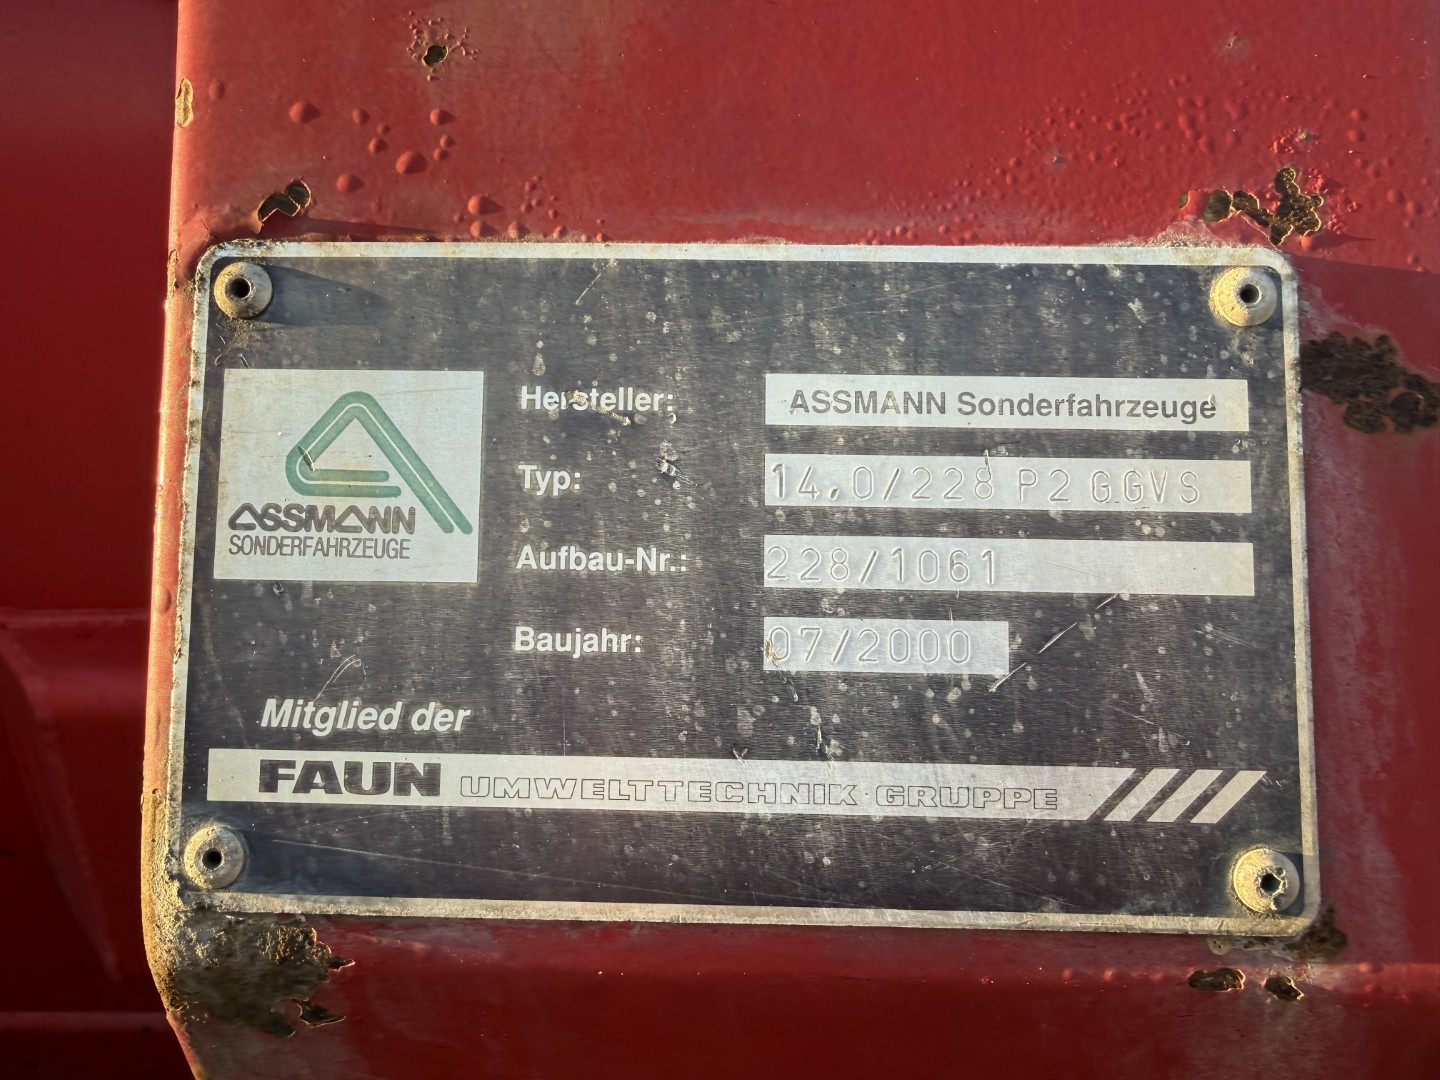 ASSMANN
SONDERFAHRZEUGE
Hersteller: ASSMANN Sonderfahrzeuge
Typ: 14,0/228 P2 GGVS
Aufbau-Nr.: 228/1061
Baujahr: 07/2000
Mitglied der
FAUN UMWELTTECHNIK GRUPPE